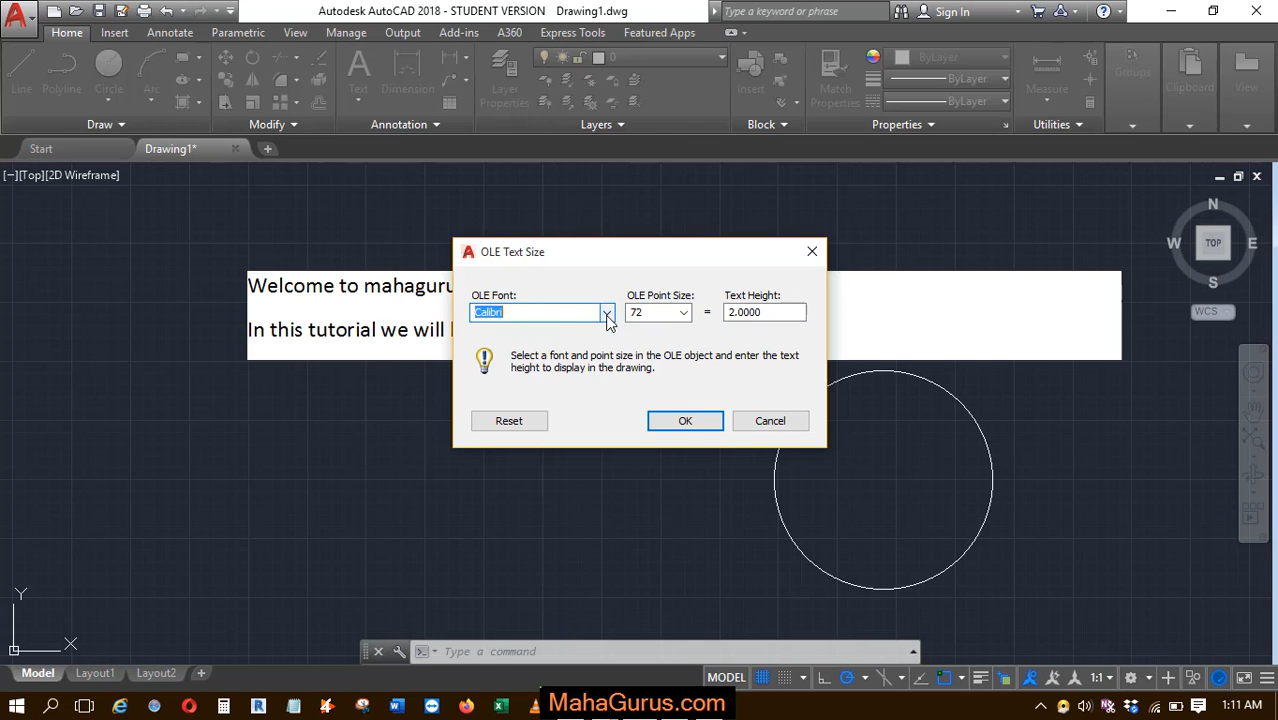 Autodesk AutoCAD 2018 - STUDENT VERSION Drawing1.dwg
Type a keyword or phrase
Sign In
Home Insert Annotate Parametric View Manage Output Add-ins A360 Express Tools Featured Apps
0
ByLayer
Line Polyline Circle Arc
Text Dimension
Layer Properties
Insert
Match Properties
ByLayer
ByLayer
Measure
Groups
Clipboard
View
Draw Modify Annotation Layers Block Properties Utilities
Start Drawing1*
[−][Top][2D Wireframe]
N
W TOP E
S
WCS
Welcome to mahaguru
In this tutorial we will
OLE Text Size
OLE Font: OLE Point Size: Text Height:
Calibri 72 = 2.0000
Select a font and point size in the OLE object and enter the text
height to display in the drawing.
Reset OK Cancel
Y
X
Type a command
Model Layout1 Layout2
MODEL 1:1
MahaGurus.com
1:11 AM